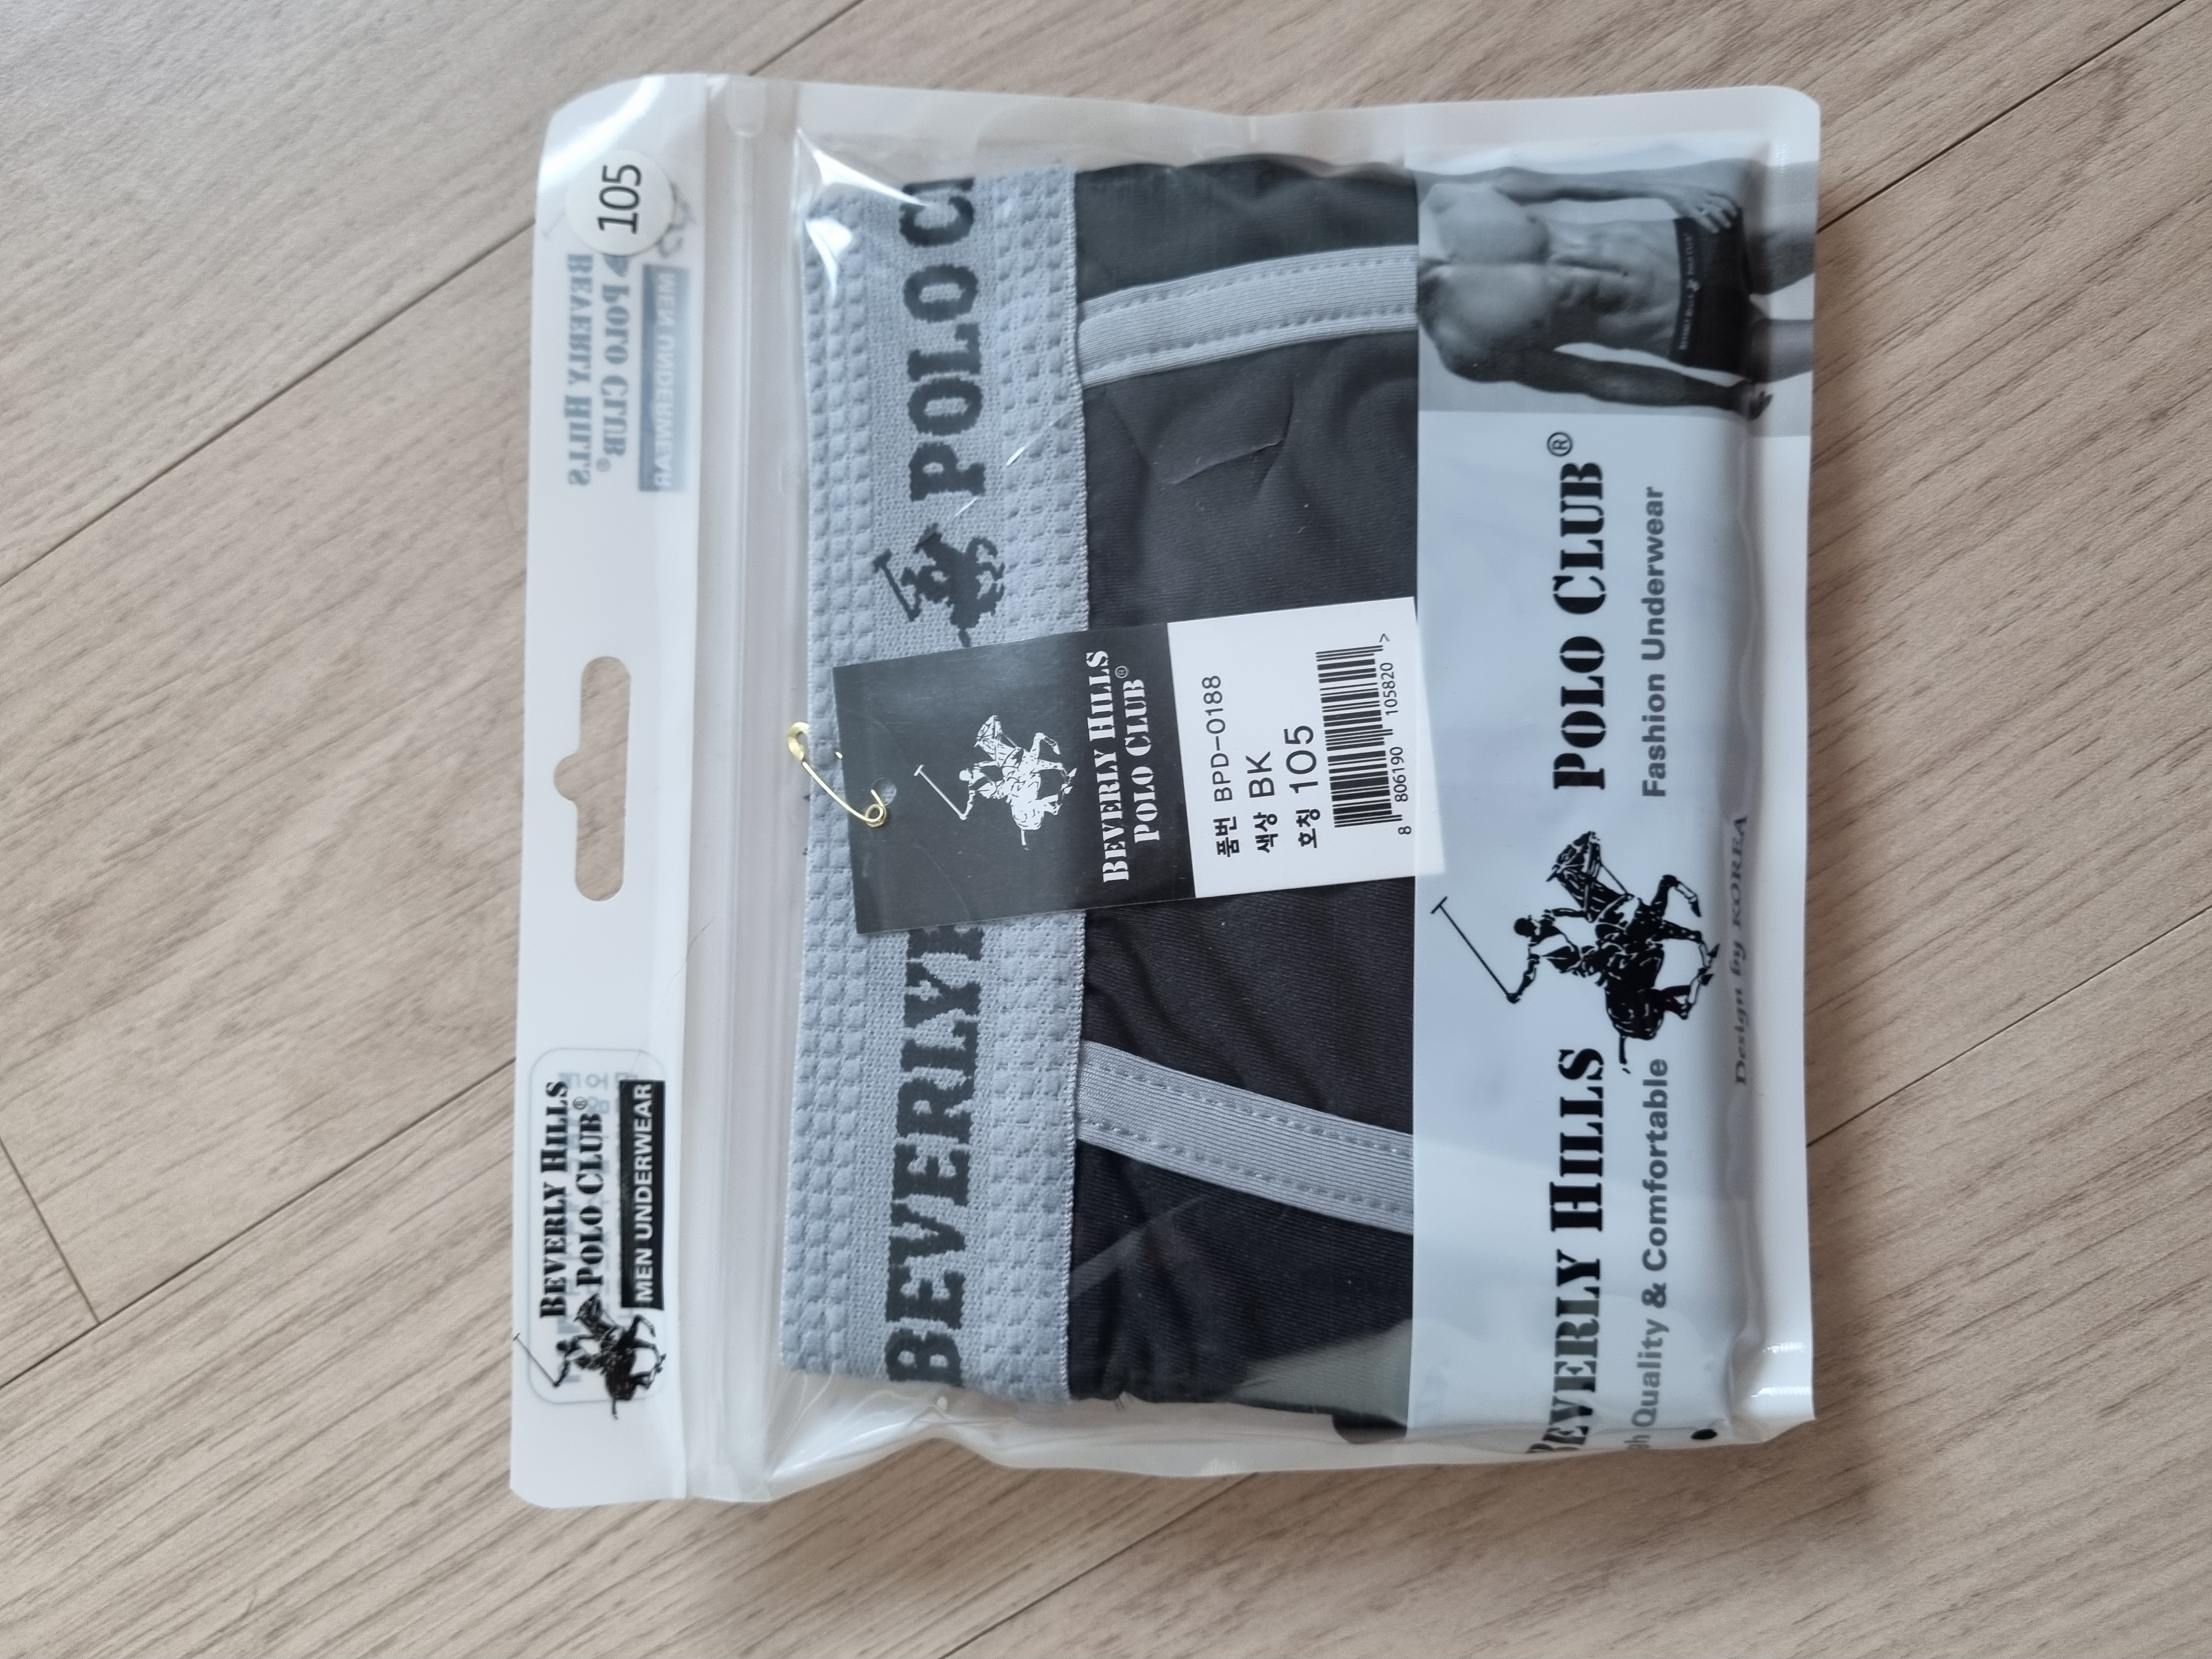 105
BEVERLY HILLS
POLO CLUB®
MEN UNDERWEAR
BEVERLY HILLS
POLO CLUB®
MEN UNDERWEAR
BEVERLY POLO
BEVERLY HILLS
POLO CLUB®
품번 BPD-0188
색상 BK
호칭 105
8 806190 105820 >
BEVERLY HILLS POLO CLUB®
Quality & Comfortable Fashion Underwear
Design by KOREA